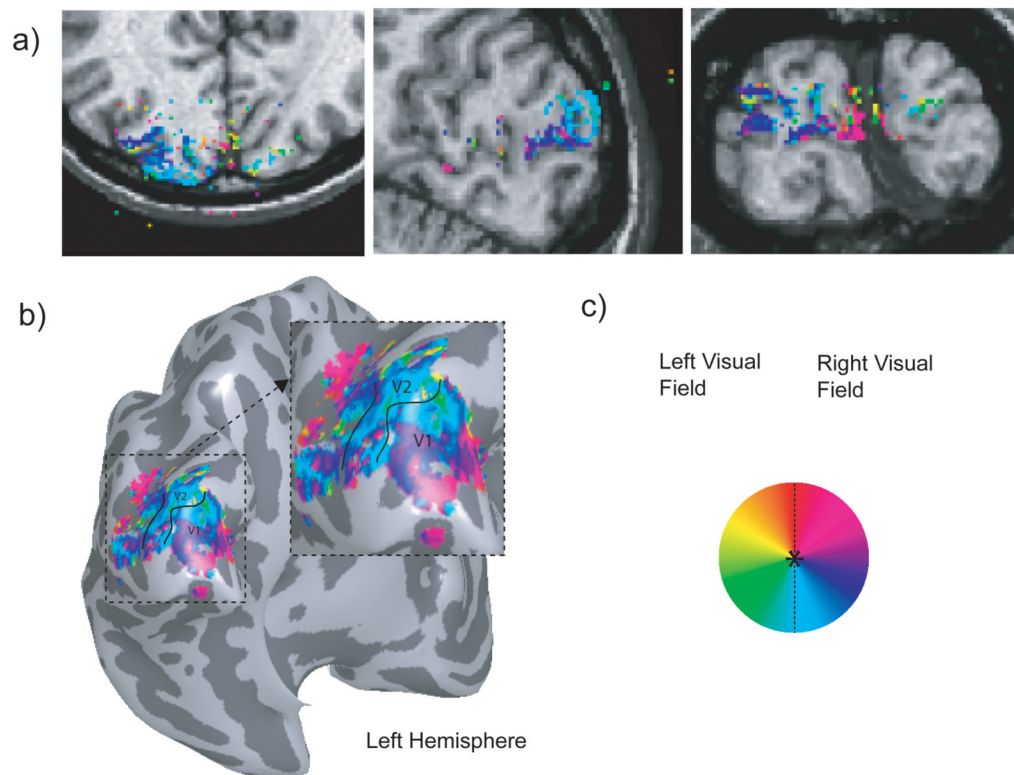 a)
b)
V2
V1
V2
V1
Left Hemisphere
c)
Left Visual
Field
Right Visual
Field